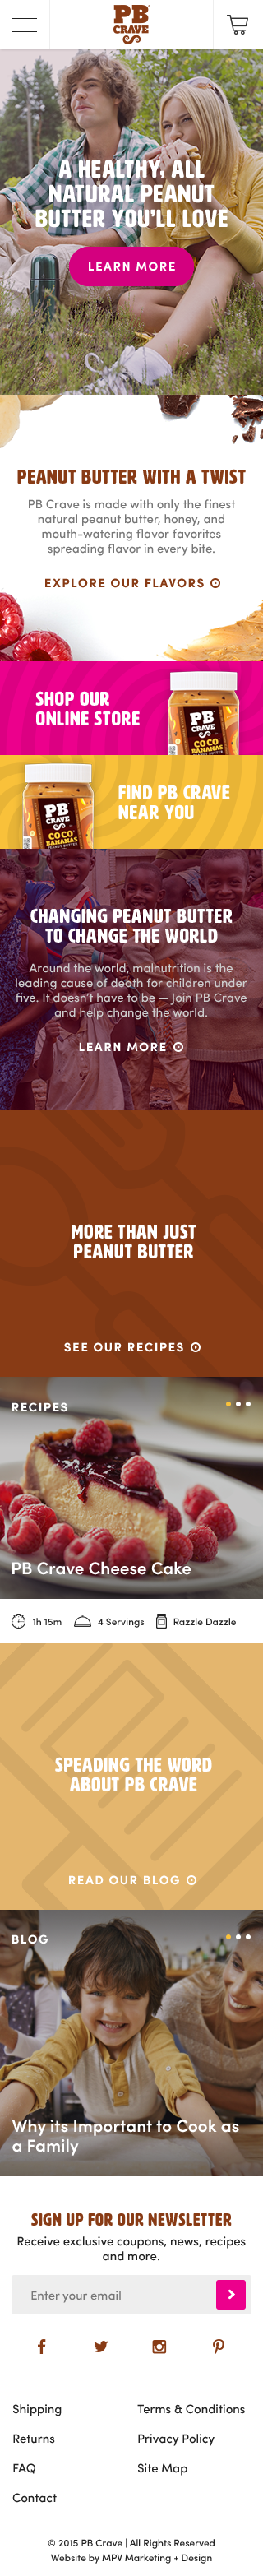 PB
CRAVE
A HEALTHY, ALL
NATURAL PEANUT
BUTTER YOU'LL LOVE
LEARN MORE
PEANUT BUTTER WITH A TWIST
PB Crave is made with only the finest
natural peanut butter, honey, and
mouth-watering flavor favorites
spreading flavor in every bite.
EXPLORE OUR FLAVORS
SHOP OUR
ONLINE STORE
PB
CRAVE
COCO
BANANAS
FIND PB CRAVE
NEAR YOU
PB
CRAVE
COCO
BANANAS
PEANUT BUTTER
CHANGING PEANUT BUTTER
TO CHANGE THE WORLD
Around the world, malnutrition is the
leading cause of death for children under
five. It doesn't have to be — Join PB Crave
and help change the world.
LEARN MORE
MORE THAN JUST
PEANUT BUTTER
SEE OUR RECIPES
RECIPES
PB Crave Cheese Cake
1h 15m
4 Servings
Razzle Dazzle
SPEADING THE WORD
ABOUT PB CRAVE
READ OUR BLOG
BLOG
Why its Important to Cook as
a Family
SIGN UP FOR OUR NEWSLETTER
Receive exclusive coupons, news, recipes
and more.
Enter your email
Shipping
Terms & Conditions
Returns
Privacy Policy
FAQ
Site Map
Contact
© 2015 PB Crave | All Rights Reserved
Website by MPV Marketing + Design